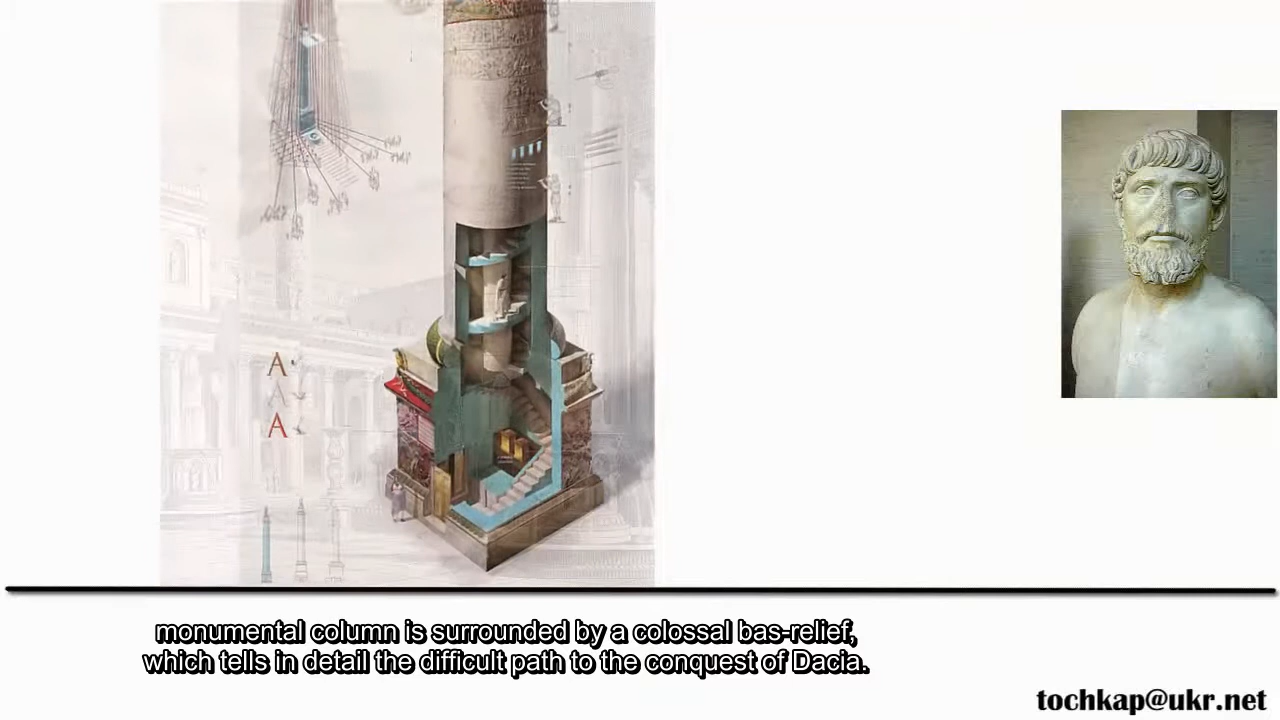 A
A
A
monumental column is surrounded by a colossal bas-relief,
which tells in detail the difficult path to the conquest of Dacia.
tochkap@ukr.net